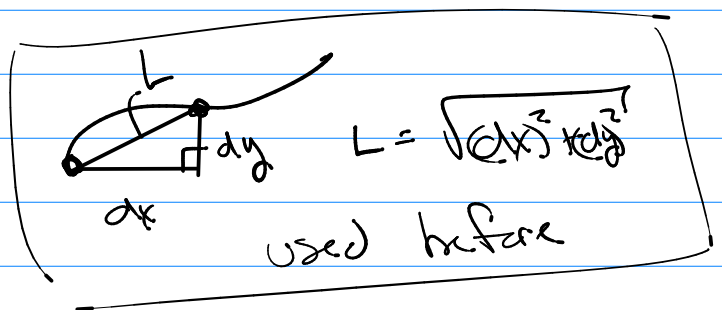 L
dy
dx
L = √(dx)² + (dy)²
used before